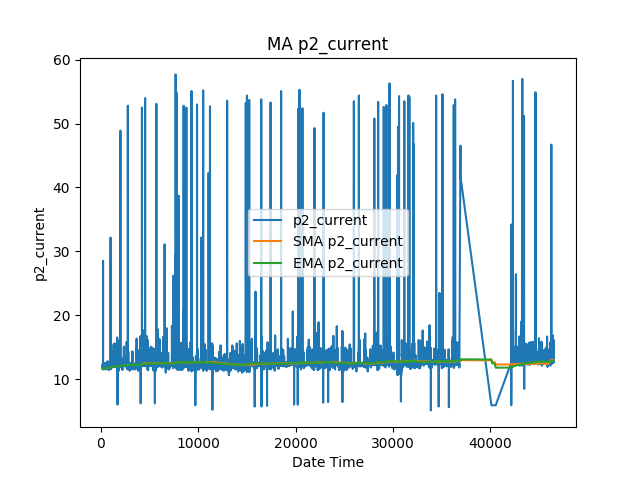 MA p2_current
60
50
40
30
20
10
p2_current
p2_current
SMA p2_current
EMA p2_current
0
10000
20000
30000
40000
Date Time